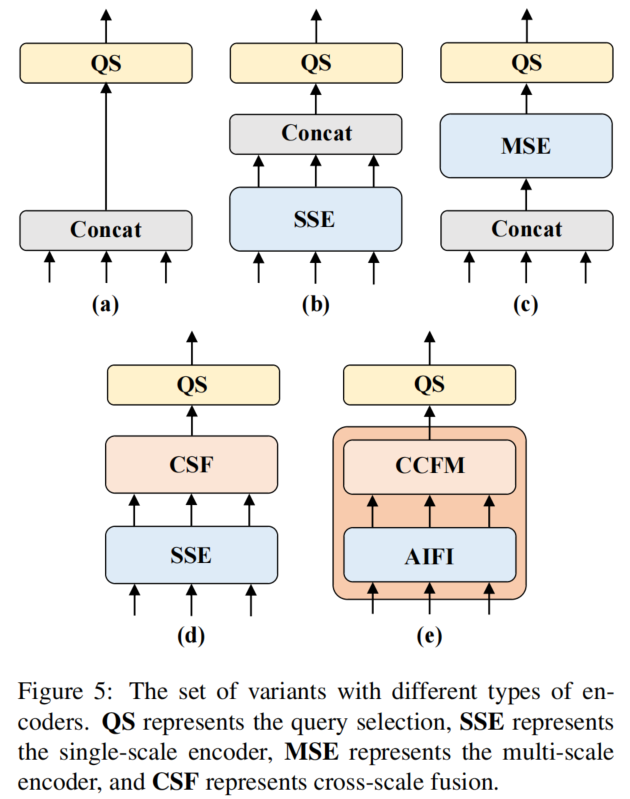 QS
QS
QS
Concat
MSE
Concat
SSE
Concat
(a)
(b)
(c)
QS
QS
CSF
CCFM
SSE
AIFI
(d)
(e)
Figure 5: The set of variants with different types of en-
coders. QS represents the query selection, SSE represents
the single-scale encoder, MSE represents the multi-scale
encoder, and CSF represents cross-scale fusion.